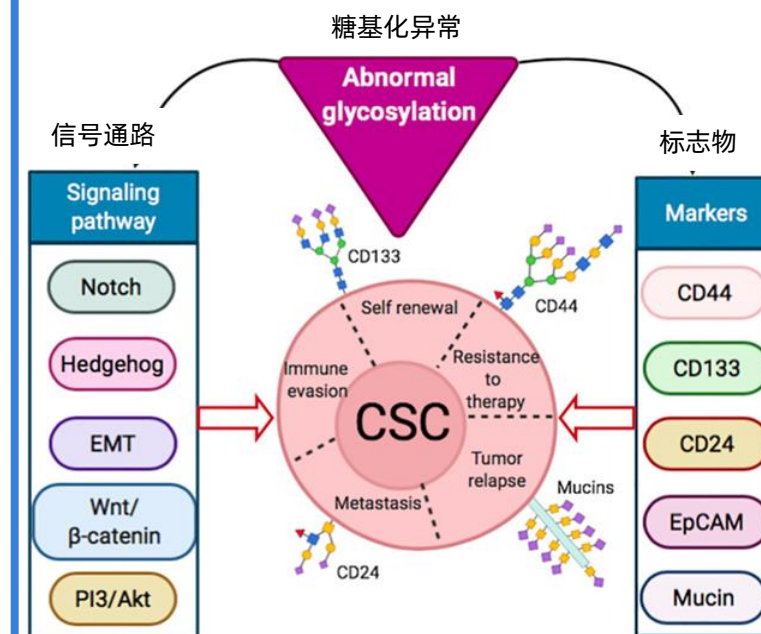 糖基化异常
Abnormal
glycosylation
信号通路
标志物
Signaling
pathway
Notch
Hedgehog
EMT
Wnt/
β-catenin
PI3/Akt
CD133
CD44
Self renewal
Immune
evasion
Resistance
to
therapy
CSC
Tumor
relapse
Metastasis
Mucins
CD24
Markers
CD44
CD133
CD24
EpCAM
Mucin